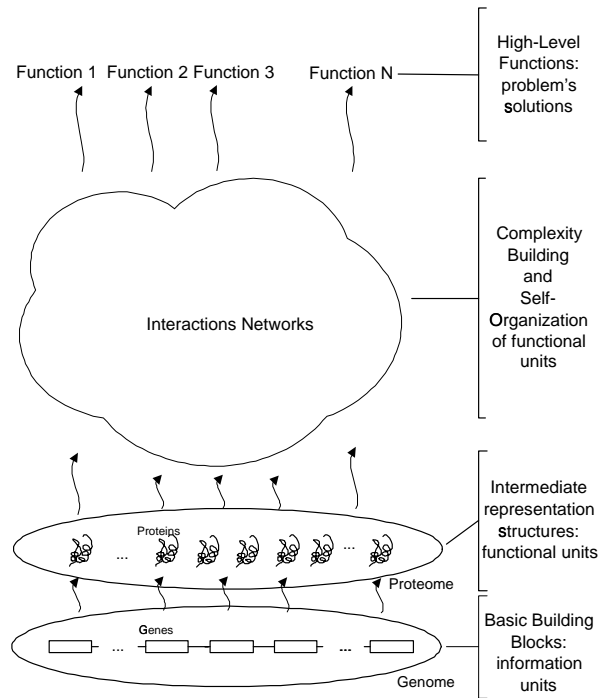 High-Level
Functions:
problem's
solutions
Function 1 Function 2 Function 3 Function N
Complexity
Building
and
Self-
Organization
of functional
units
Interactions Networks
Intermediate
representation
structures:
functional units
Proteins
... ...
Proteome
Basic Building
Blocks:
information
units
Genes
... ...
Genome